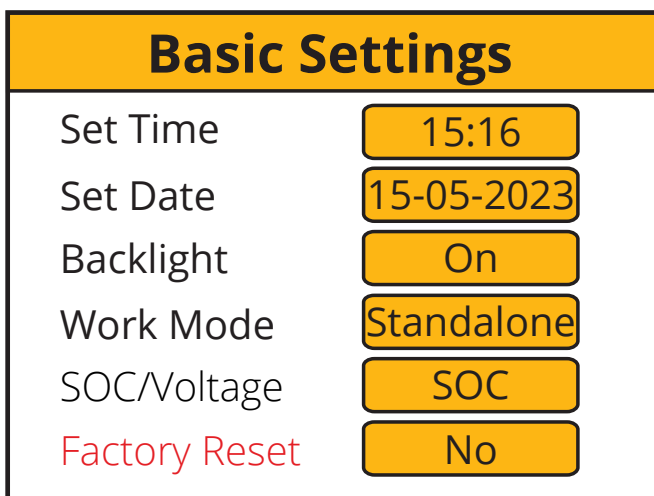 Basic Settings
Set Time 15:16
Set Date 15-05-2023
Backlight On
Work Mode Standalone
SOC/Voltage SOC
Factory Reset No